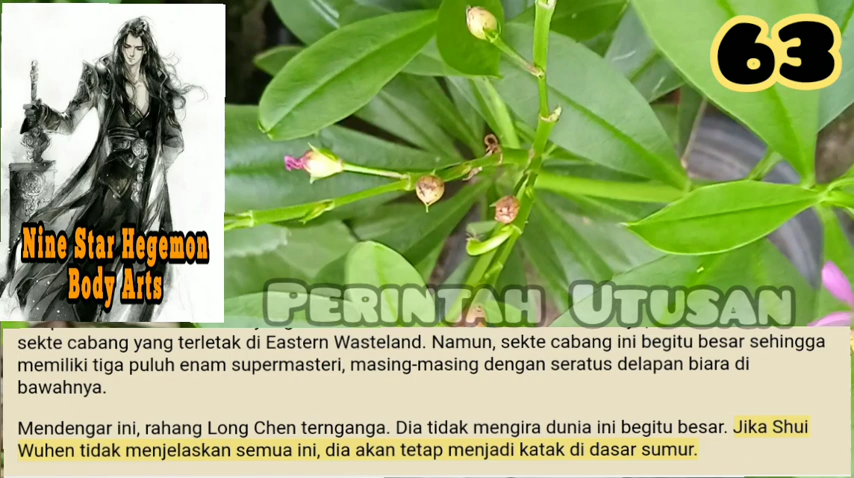 63
Nine Star Hegemon
Body Arts
Perintah Utusan
sekte cabang yang terletak di Eastern Wasteland. Namun, sekte cabang ini begitu besar sehingga
memiliki tiga puluh enam supermasteri, masing-masing dengan seratus delapan biara di
bawahnya.
Mendengar ini, rahang Long Chen ternganga. Dia tidak mengira dunia ini begitu besar. Jika Shui
Wuhen tidak menjelaskan semua ini, dia akan tetap menjadi katak di dasar sumur.